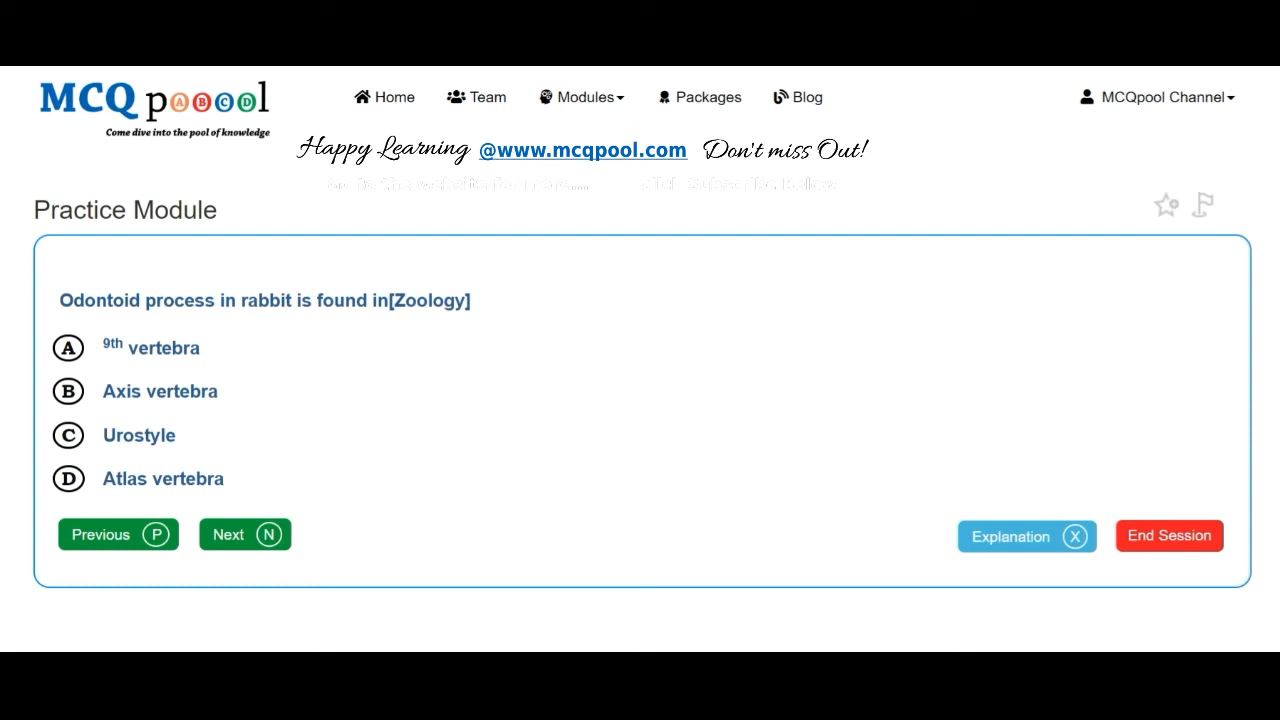 MCQ pooool
Come dive into the pool of knowledge
Home Team Modules Packages Blog MCQpool Channel
Happy Learning @www.mcqpool.com Don't miss Out!
Practice Module
Odontoid process in rabbit is found in[Zoology]
A 9th vertebra
B Axis vertebra
C Urostyle
D Atlas vertebra
Previous P Next N Explanation X End Session